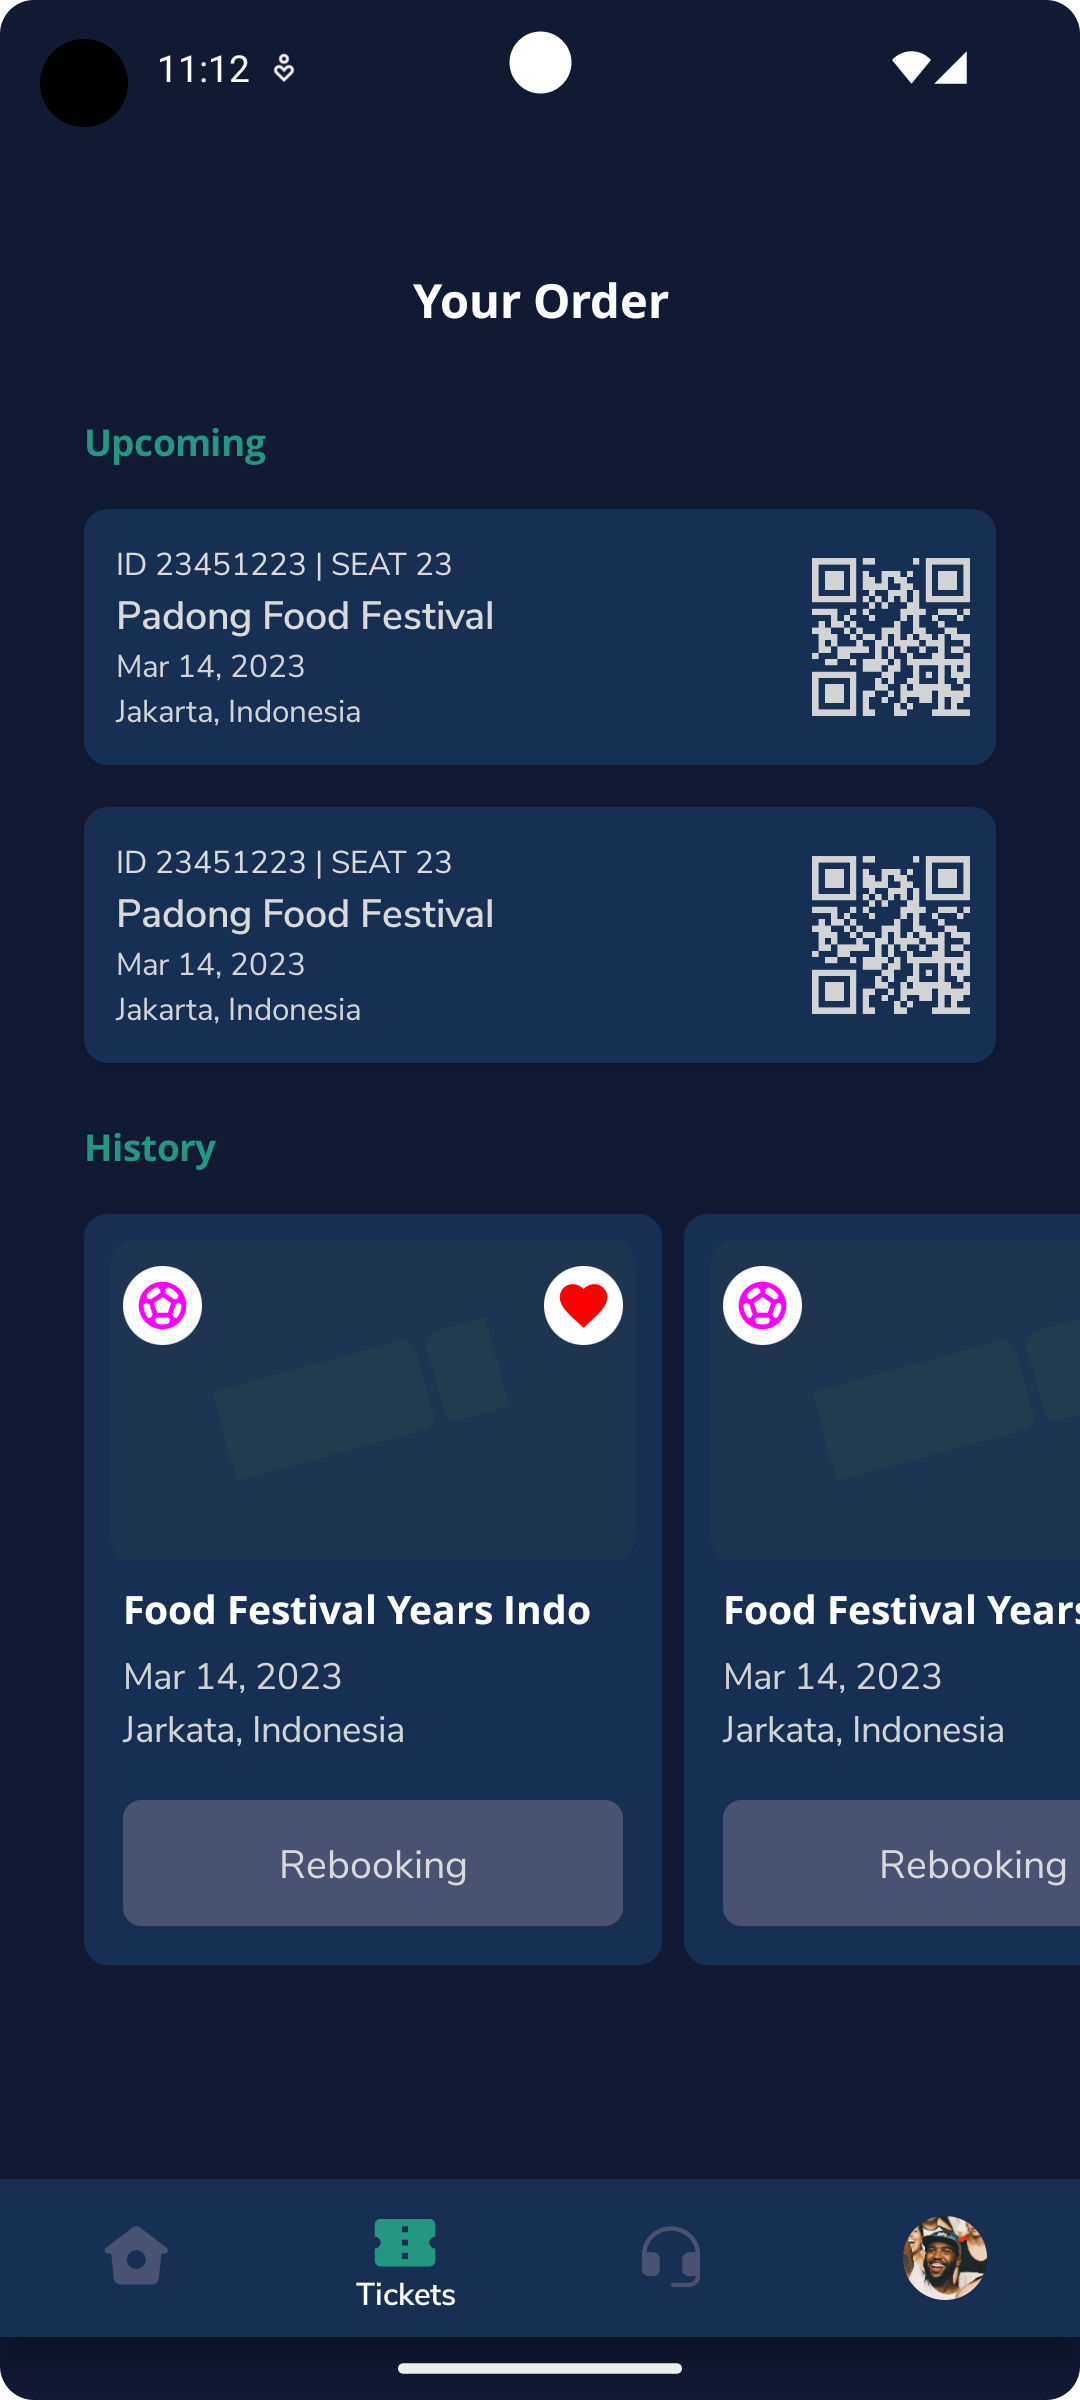 11:12
Your Order
Upcoming
ID 23451223 | SEAT 23
Padong Food Festival
Mar 14, 2023
Jakarta, Indonesia
ID 23451223 | SEAT 23
Padong Food Festival
Mar 14, 2023
Jakarta, Indonesia
History
Food Festival Years Indo
Mar 14, 2023
Jarkata, Indonesia
Rebooking
Food Festival Years
Mar 14, 2023
Jarkata, Indonesia
Rebooking
Tickets